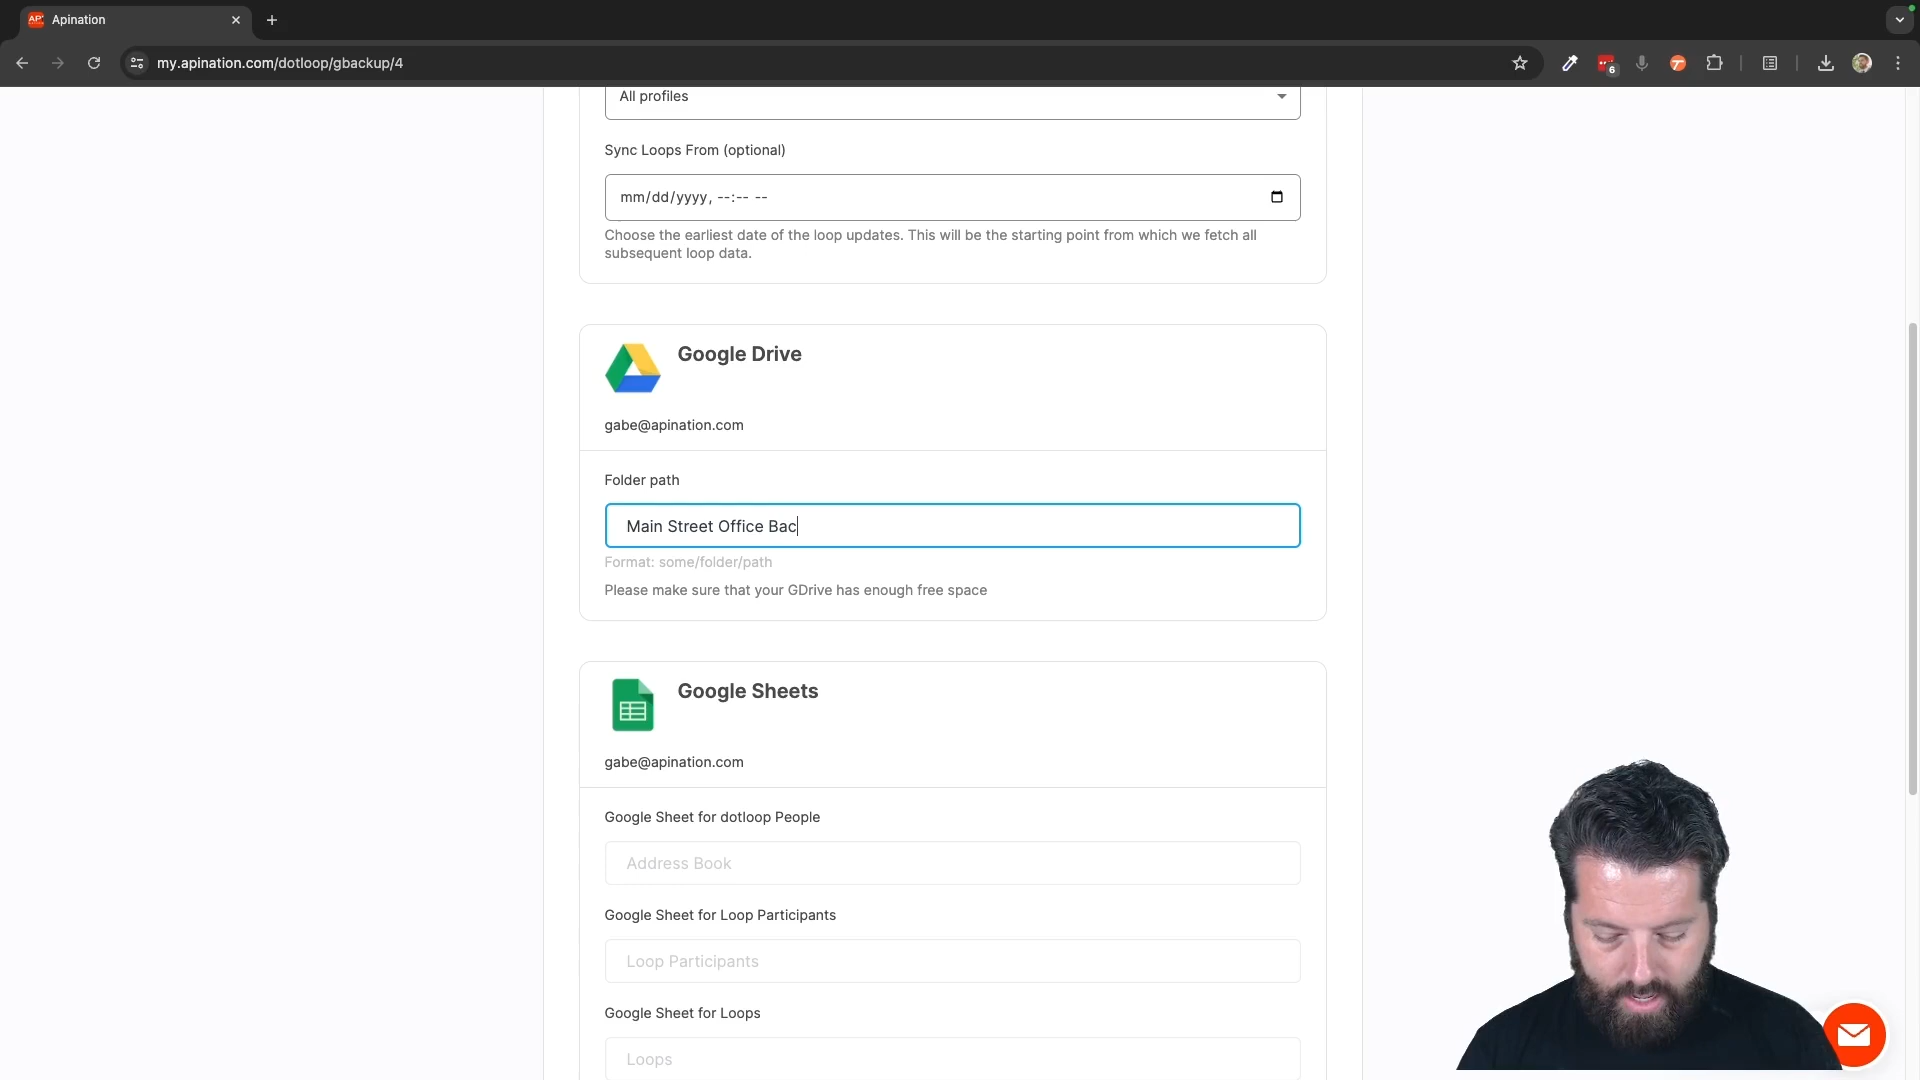 Apination
my.apination.com/dotloop/gbackup/4
6
All profiles
Sync Loops From (optional)
mm/dd/yyyy, --:-- --
Choose the earliest date of the loop updates. This will be the starting point from which we fetch all
subsequent loop data.
Google Drive
gabe@apination.com
Folder path
Main Street Office Bac
Format: some/folder/path
Please make sure that your GDrive has enough free space
Google Sheets
gabe@apination.com
Google Sheet for dotloop People
Address Book
Google Sheet for Loop Participants
Loop Participants
Google Sheet for Loops
Loops